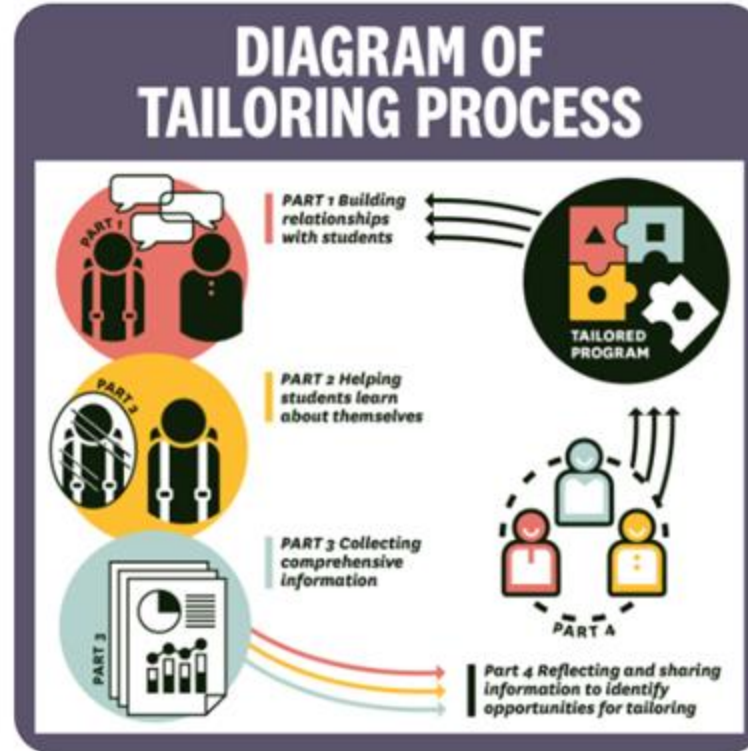 DIAGRAM OF
TAILORING PROCESS
PART 1
PART 1 Building
relationships
with students
TAILORED
PROGRAM
PART 2
PART 2 Helping
students learn
about themselves
PART 3
PART 3 Collecting
comprehensive
information
PART 4
Part 4 Reflecting and sharing
information to identify
opportunities for tailoring